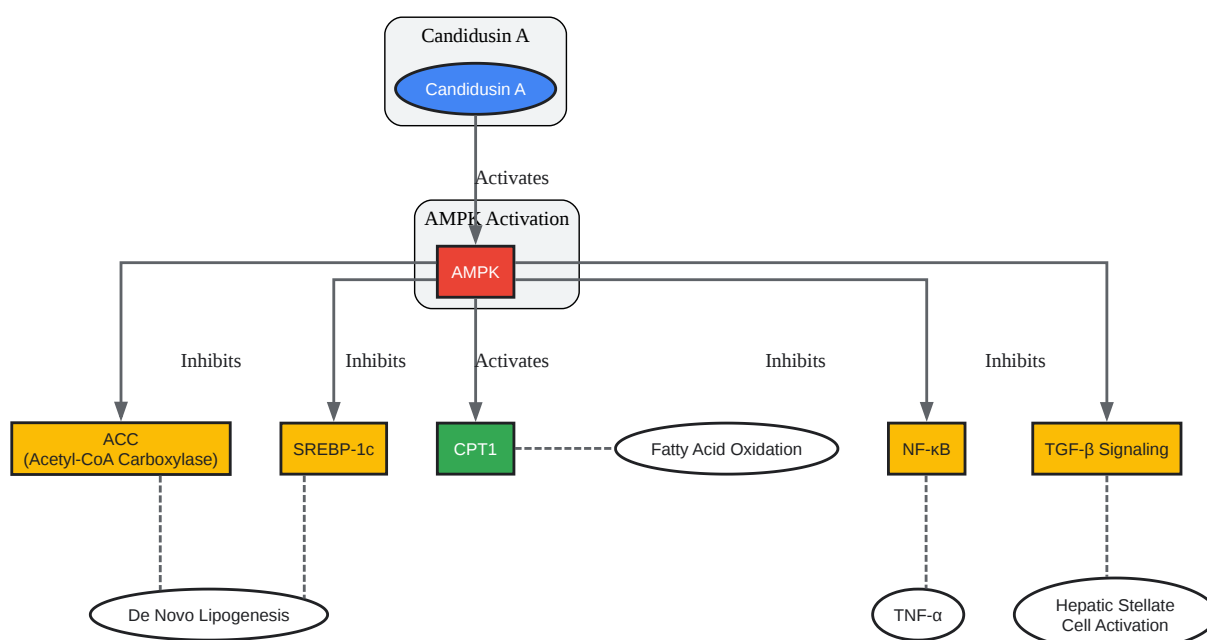 Candidusin A
Candidusin A
Activates
AMPK Activation
AMPK
Inhibits
Inhibits
Activates
Inhibits
Inhibits
ACC
(Acetyl-CoA Carboxylase)
SREBP-1c
CPT1
Fatty Acid Oxidation
NF-κB
TGF-β Signaling
De Novo Lipogenesis
TNF-α
Hepatic Stellate
Cell Activation